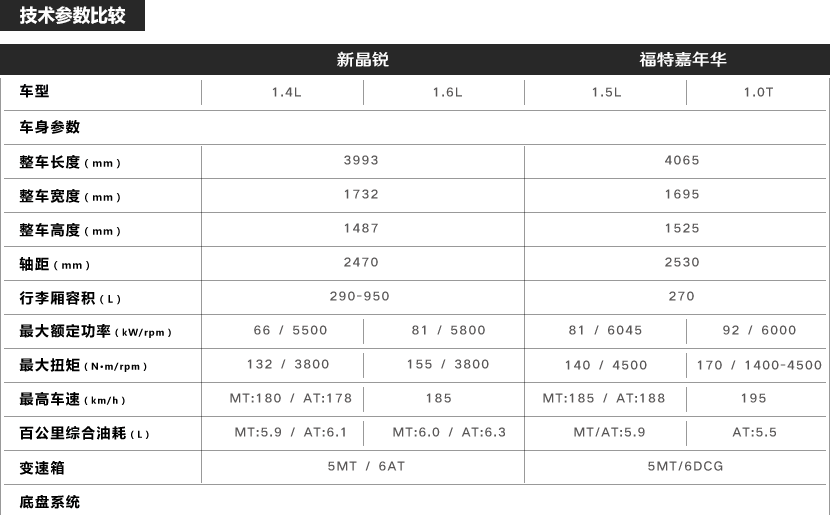 技术参数比较
新晶锐 福特嘉年华
车型 1.4L 1.6L 1.5L 1.0T
车身参数
整车长度(mm) 3993 4065
整车宽度(mm) 1732 1695
整车高度(mm) 1487 1525
轴距(mm) 2470 2530
行李厢容积(L) 290-950 270
最大额定功率(kW/rpm) 66 / 5500 81 / 5800 81 / 6045 92 / 6000
最大扭矩(N·m/rpm) 132 / 3800 155 / 3800 140 / 4500 170 / 1400-4500
最高车速(km/h) MT:180 / AT:178 185 MT:185 / AT:188 195
百公里综合油耗(L) MT:5.9 / AT:6.1 MT:6.0 / AT:6.3 MT/AT:5.9 AT:5.5
变速箱 5MT / 6AT 5MT/6DCG
底盘系统